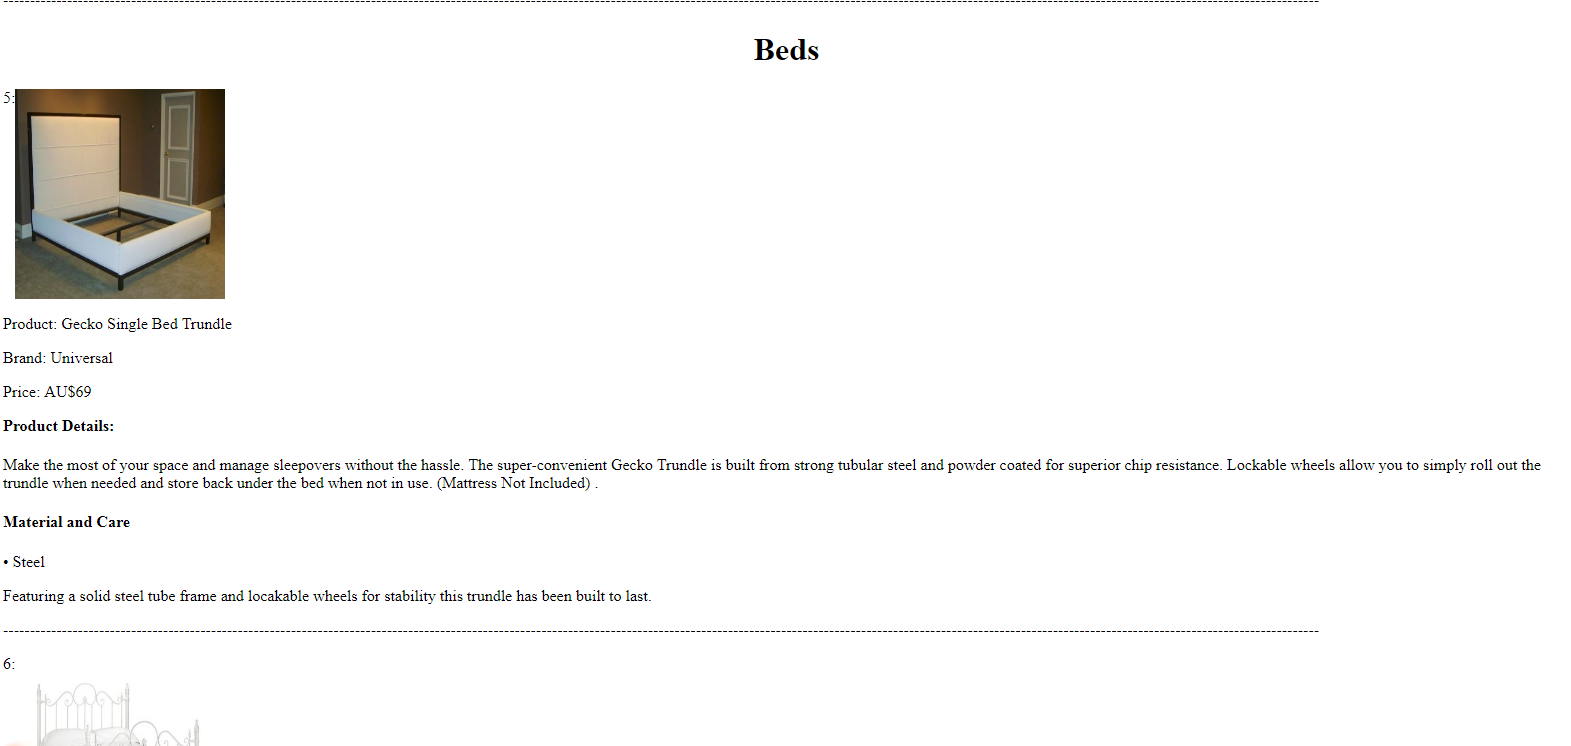 Beds
5:
Product: Gecko Single Bed Trundle
Brand: Universal
Price: AU$69
Product Details:
Make the most of your space and manage sleepovers without the hassle. The super-convenient Gecko Trundle is built from strong tubular steel and powder coated for superior chip resistance. Lockable wheels allow you to simply roll out the
trundle when needed and store back under the bed when not in use. (Mattress Not Included) .
Material and Care
• Steel
Featuring a solid steel tube frame and locakable wheels for stability this trundle has been built to last.
6: